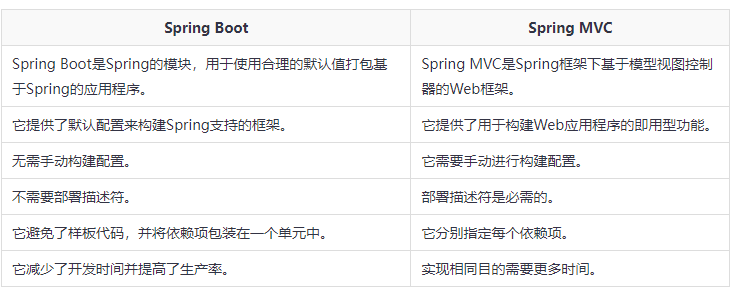 Spring Boot
Spring MVC
Spring Boot是Spring的模块，用于使用合理的默认值打包基
于Spring的应用程序。
Spring MVC是Spring框架下基于模型视图控制
器的Web框架。
它提供了默认配置来构建Spring支持的框架。
它提供了用于构建Web应用程序的即用型功能。
无需手动构建配置。
它需要手动进行构建配置。
不需要部署描述符。
部署描述符是必需的。
它避免了样板代码，并将依赖项包装在一个单元中。
它分别指定每个依赖项。
它减少了开发时间并提高了生产率。
实现相同目的需要更多时间。